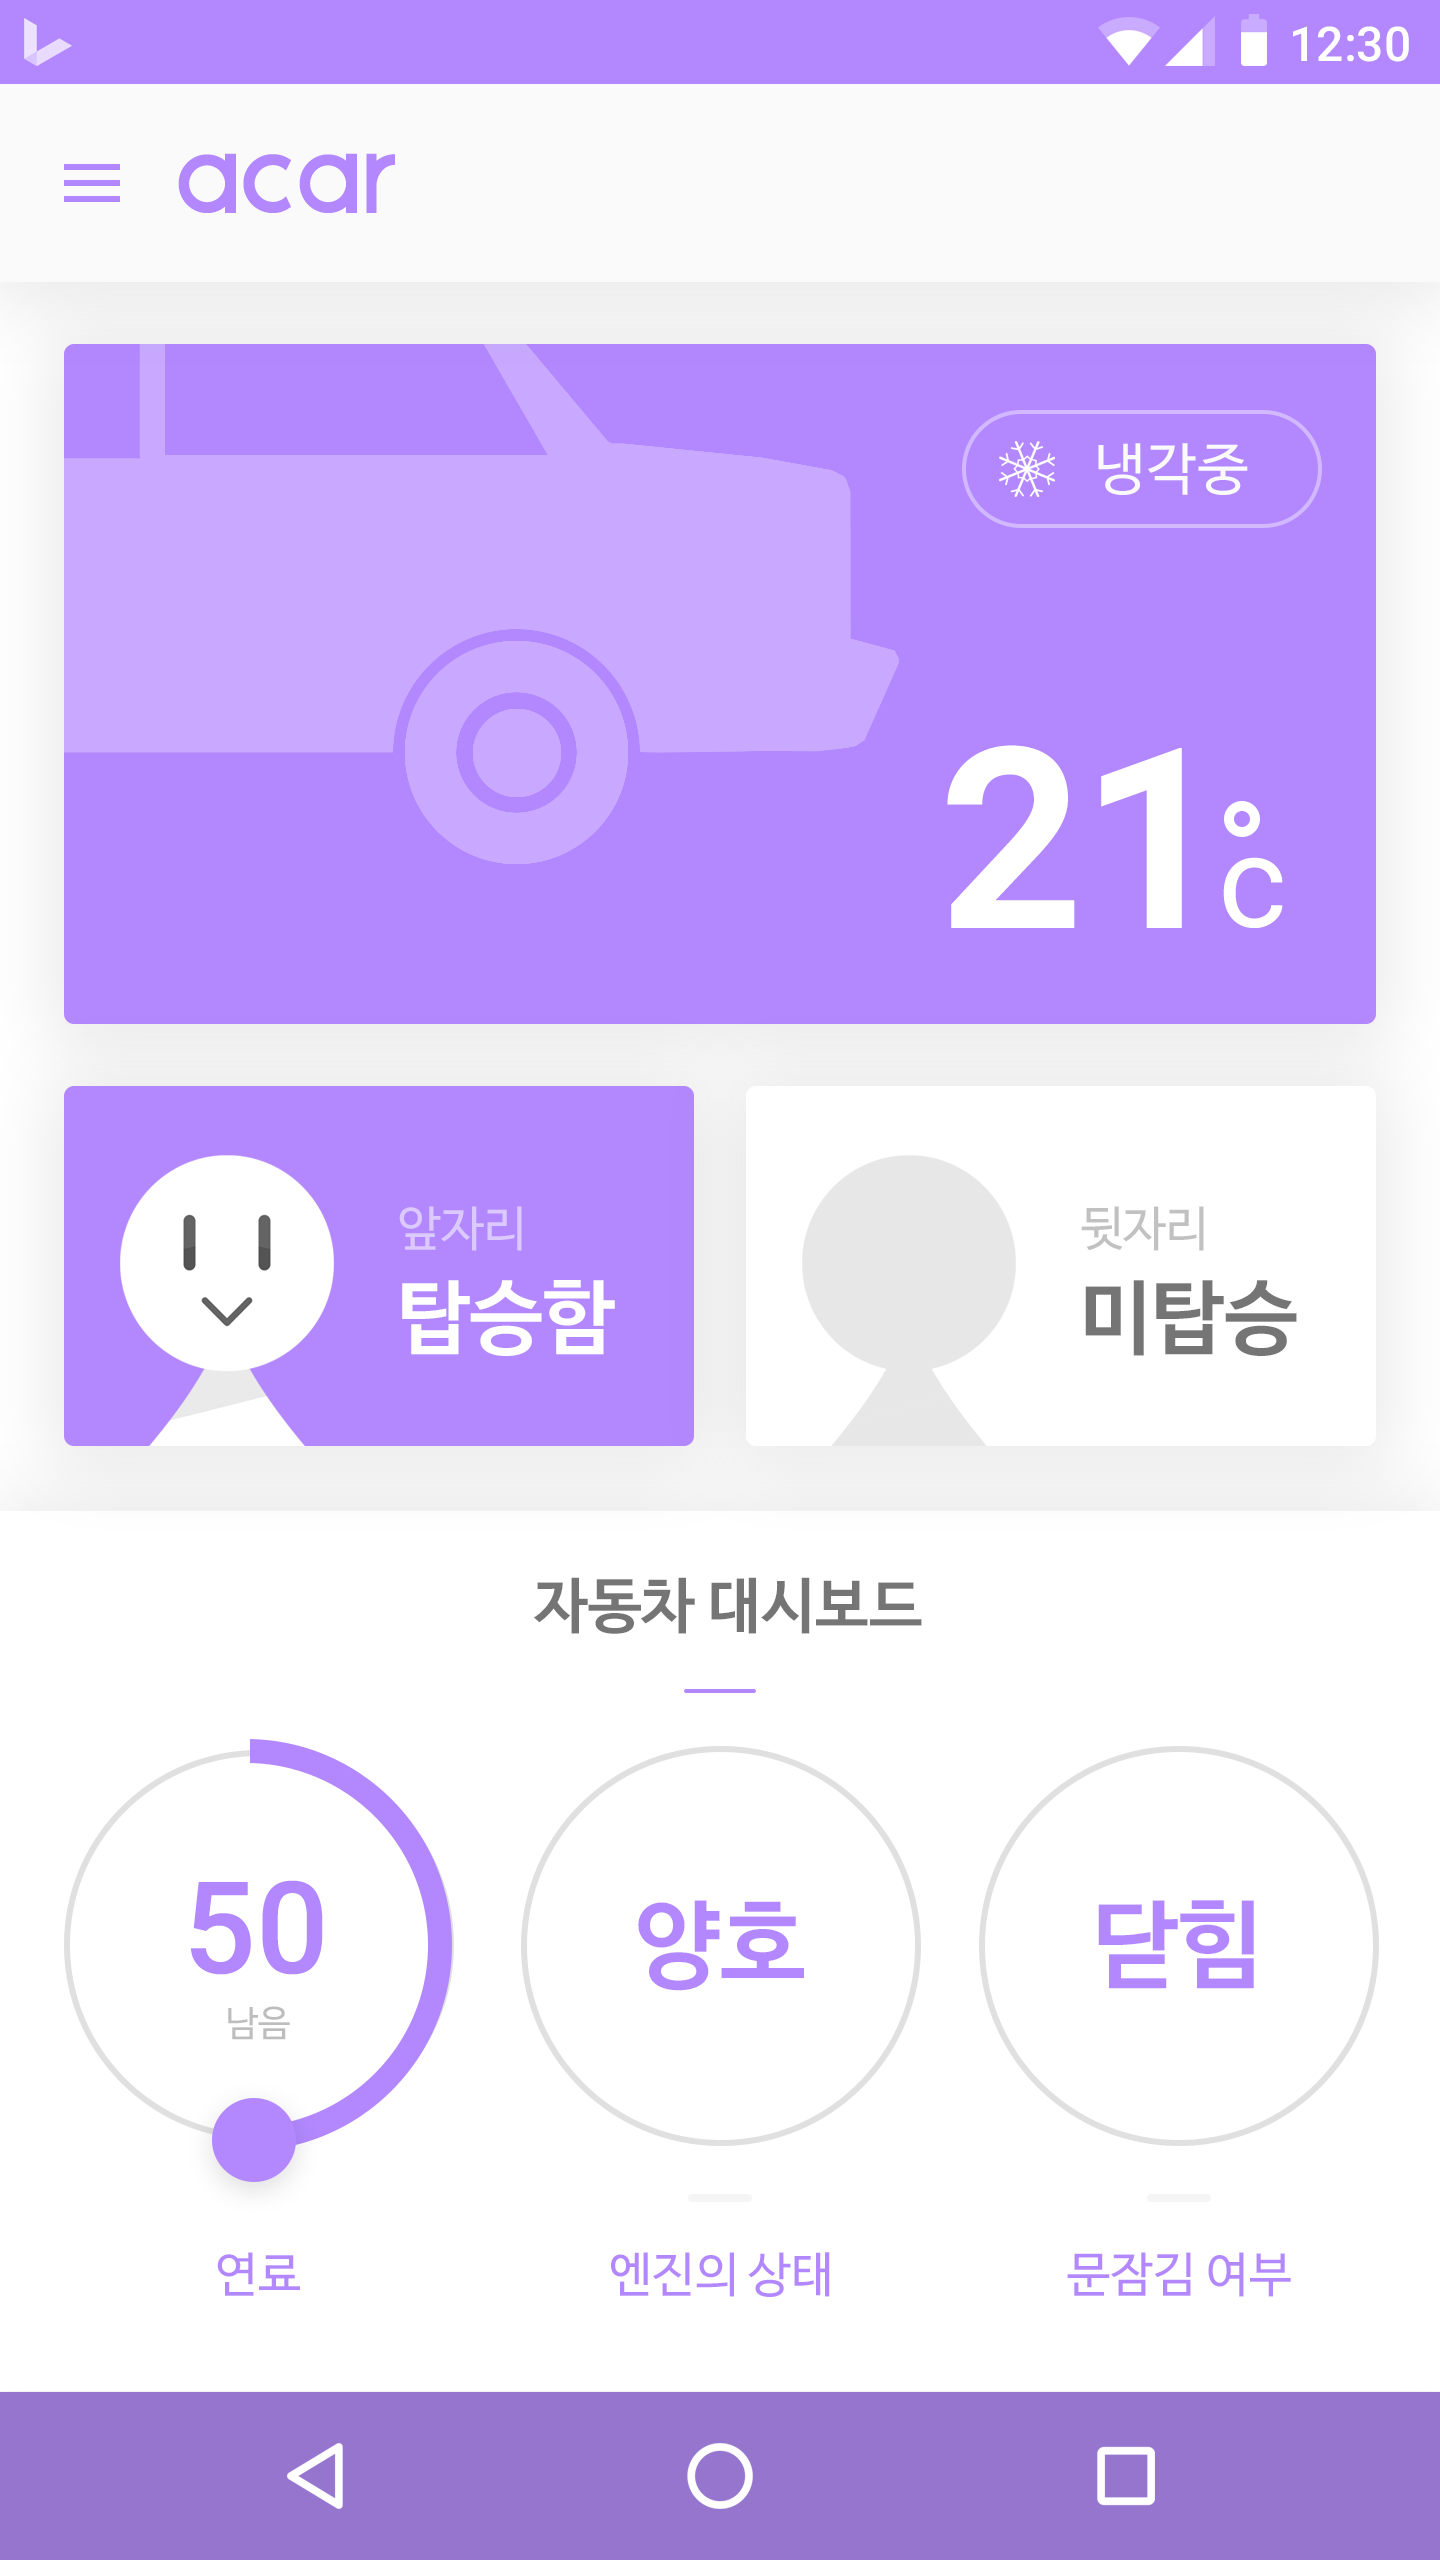 12:30
acar
냉각중
21°C
앞자리
탑승함
뒷자리
미탑승
자동차 대시보드
50
남음
양호
닫힘
연료
엔진의 상태
문잠김 여부